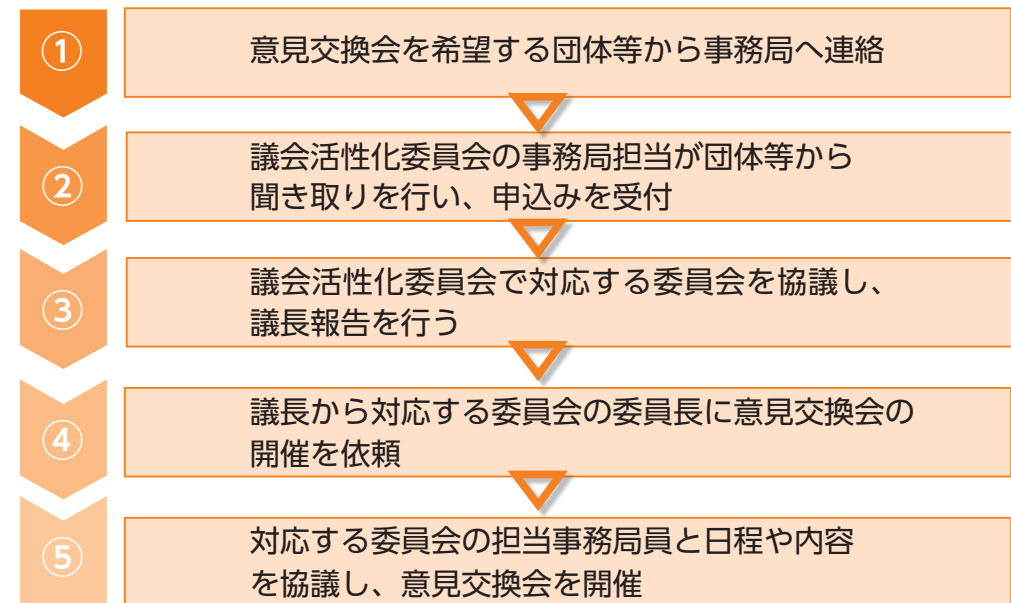 ①
意見交換会を希望する団体等から事務局へ連絡
②
議会活性化委員会の事務局担当が団体等から
聞き取りを行い、申込みを受付
③
議会活性化委員会で対応する委員会を協議し、
議長報告を行う
④
議長から対応する委員会の委員長に意見交換会の
開催を依頼
⑤
対応する委員会の担当事務局員と日程や内容
を協議し、意見交換会を開催